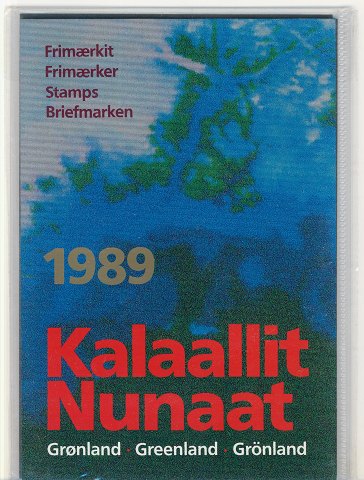 Frimærkit
Frimærker
Stamps
Briefmarken
1989
Kalaallit
Nunaat
Grønland · Greenland · Grönland